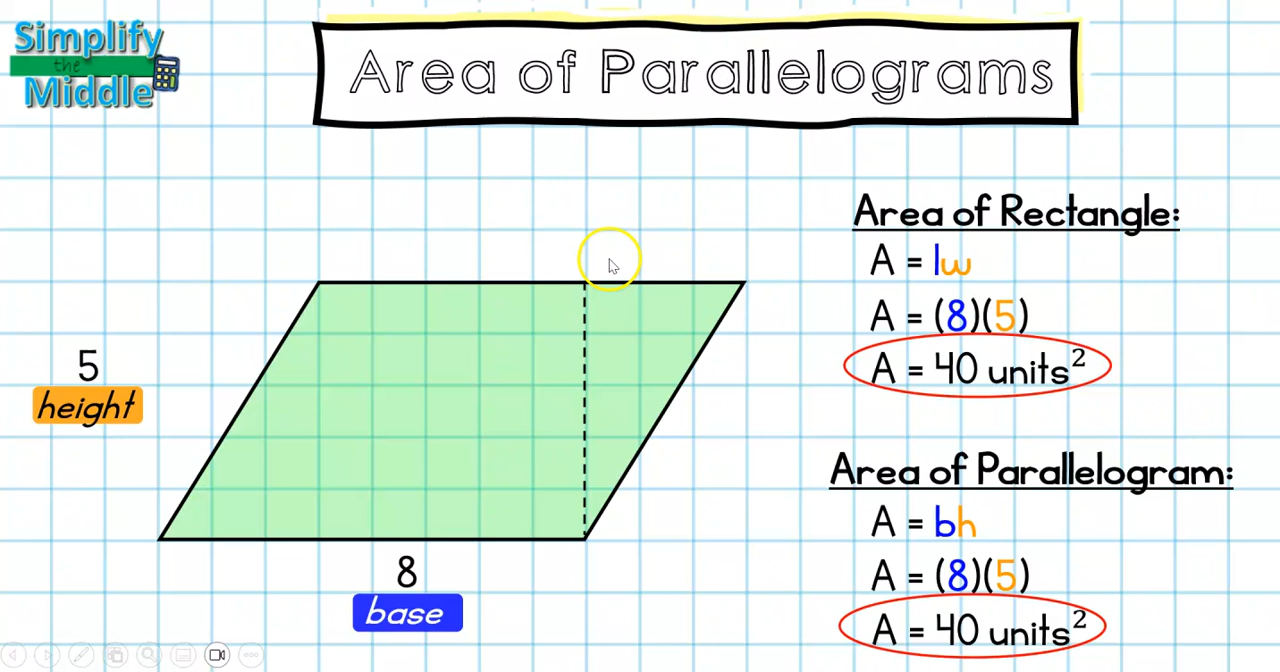 Simplify
the
Middle
Area of Parallelograms
5
height
8
base
Area of Rectangle:
A = lw
A = (8)(5)
A = 40 units²
Area of Parallelogram:
A = bh
A = (8)(5)
A = 40 units²